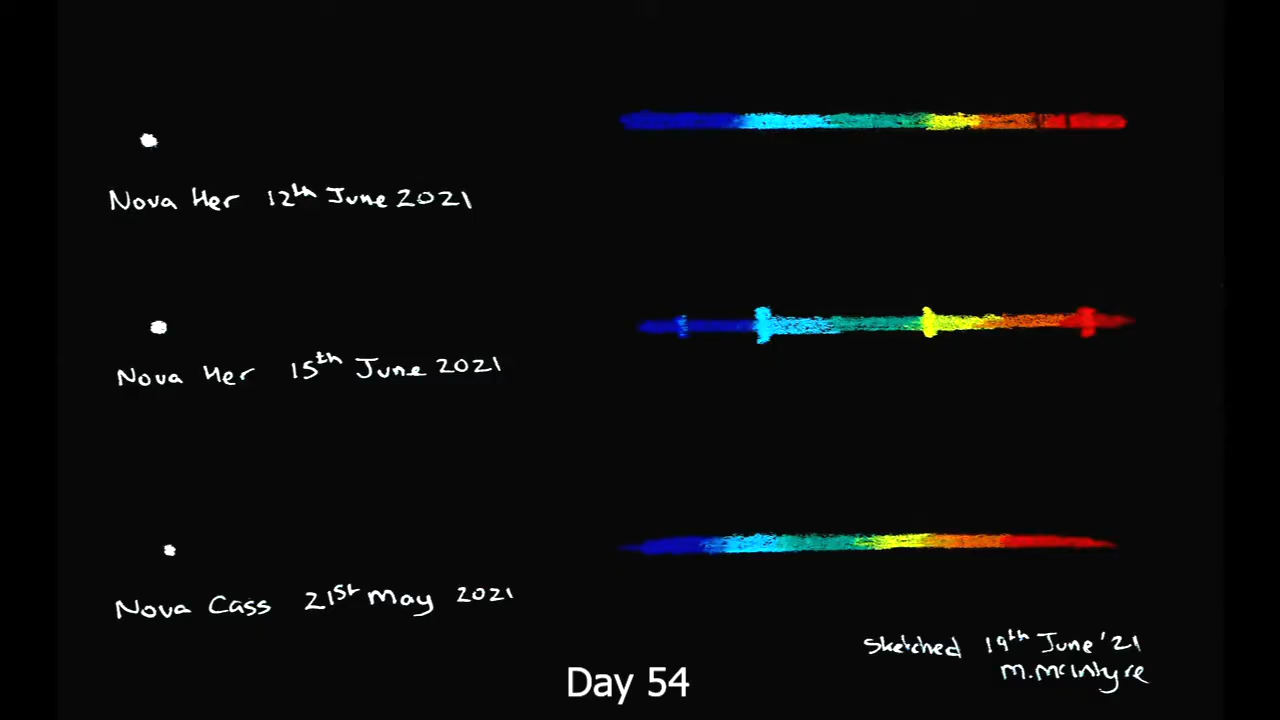 Nova Her 12th June 2021
Nova Her 15th June 2021
Nova Cass 21st May 2021
Sketched 19th June '21
M.McIntyre
Day 54